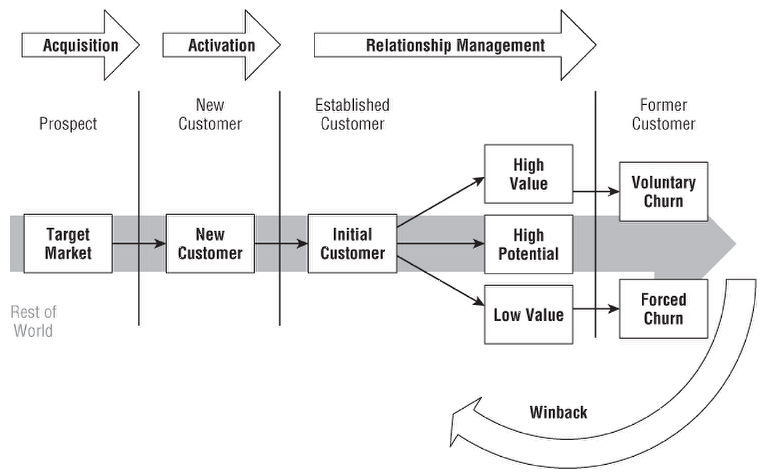 Acquisition
Activation
Relationship Management
Prospect
New
Customer
Established
Customer
Former
Customer
High
Value
Voluntary
Churn
Target
Market
New
Customer
Initial
Customer
High
Potential
Rest of
World
Low Value
Forced
Churn
Winback